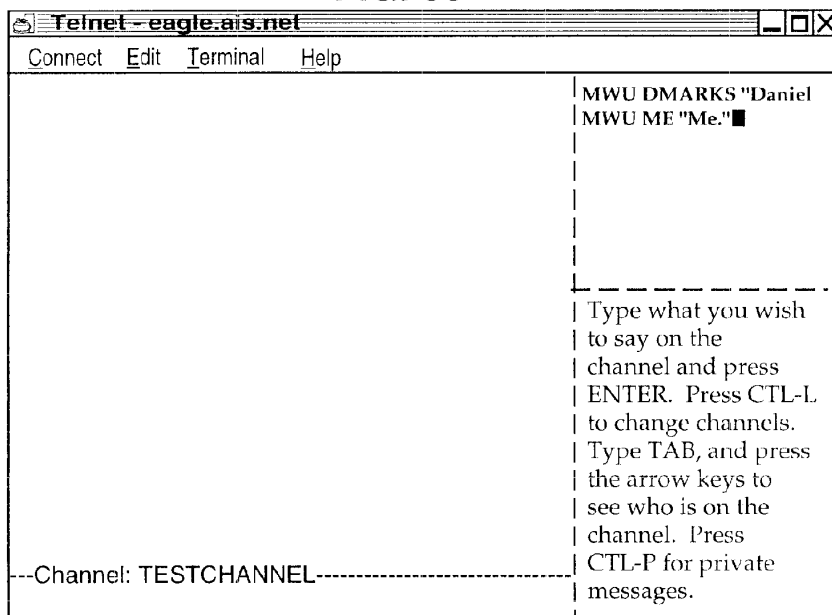 Telnet - eagle.ais.net
Connect Edit Terminal Help
MWU DMARKS "Daniel
MWU ME "Me."
Type what you wish
to say on the
channel and press
ENTER. Press CTL-L
to change channels.
Type TAB, and press
the arrow keys to
see who is on the
channel. Press
CTL-P for private
messages.
---Channel: TESTCHANNEL---------------------------